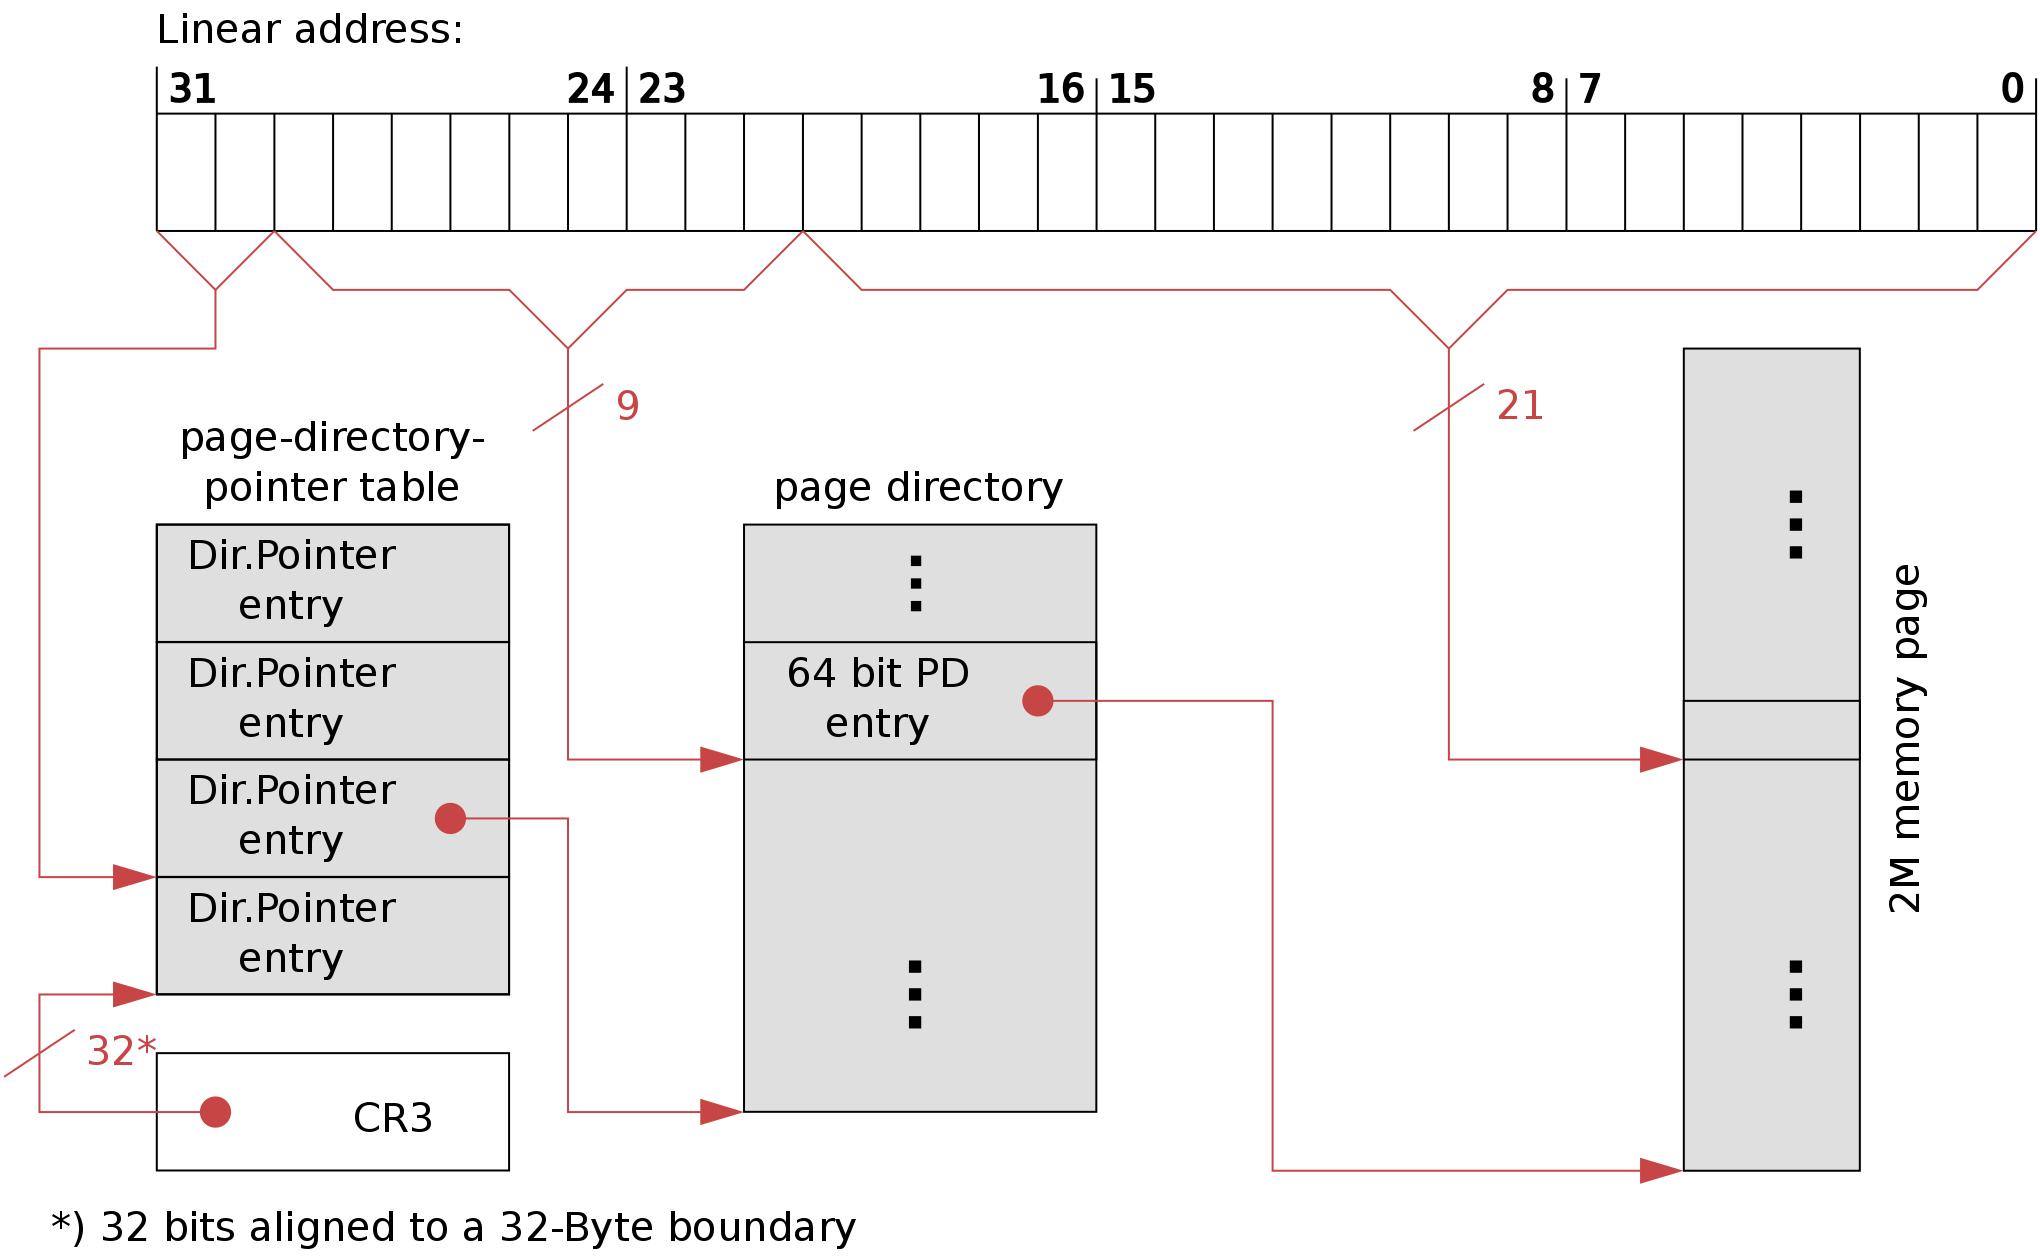 Linear address:
31 24 23 16 15 8 7 0
9
21
page-directory-
pointer table
page directory
Dir.Pointer
entry
Dir.Pointer
entry
Dir.Pointer
entry
Dir.Pointer
entry
64 bit PD
entry
2M memory page
32*
CR3
*) 32 bits aligned to a 32-Byte boundary